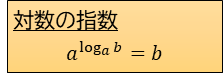 対数の指数
a^{log_a b} = b